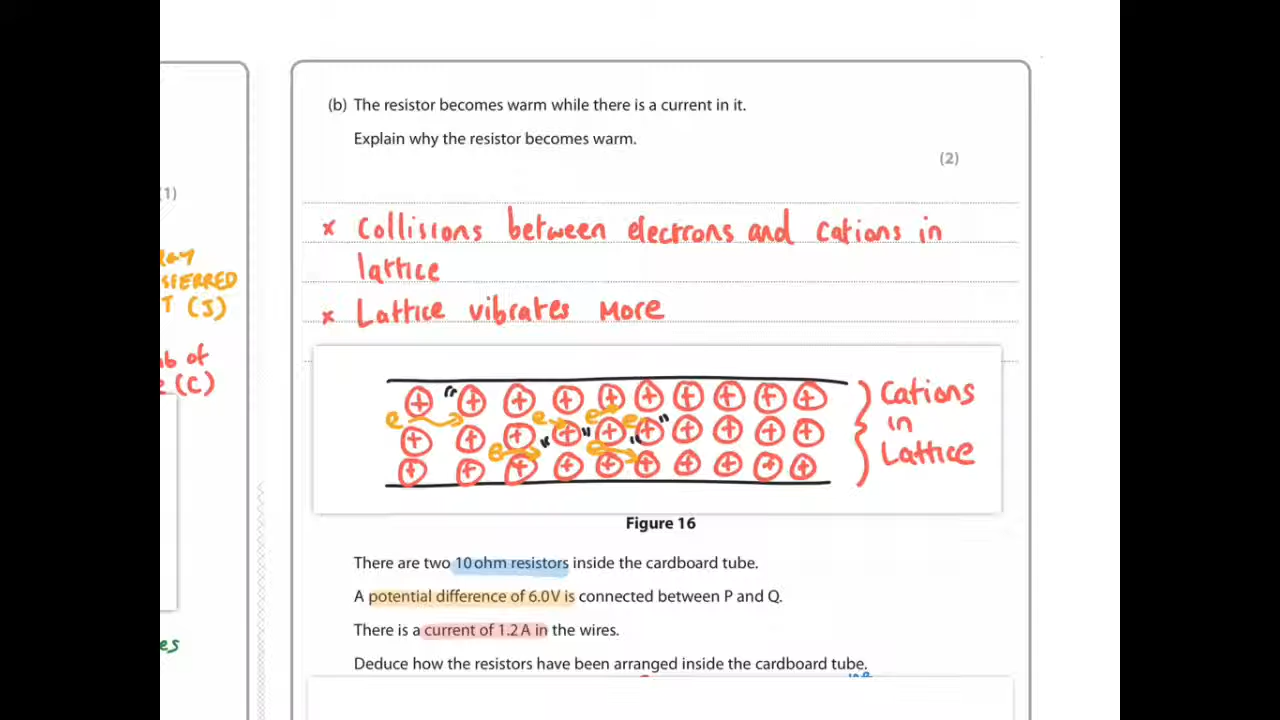 (1)
SFERRED
T (J)
(C)
(b) The resistor becomes warm while there is a current in it.
Explain why the resistor becomes warm.
(2)
× Collisions between electrons and cations in
lattice
× Lattice vibrates more
+ + + + + + + + + +
e e e e
+ + + + + + + + + +
e e
+ + + + + + + + + +
Cations
in
Lattice
Figure 16
There are two 10 ohm resistors inside the cardboard tube.
A potential difference of 6.0 V is connected between P and Q.
There is a current of 1.2 A in the wires.
Deduce how the resistors have been arranged inside the cardboard tube.